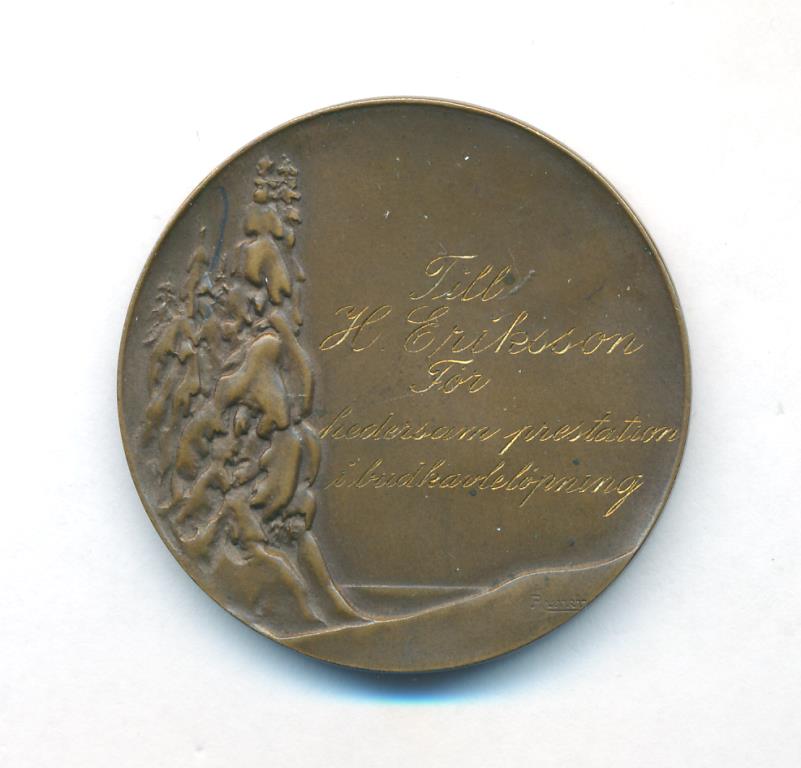 Till
H. Eriksson
För
hedersam prestation
i budkavlelöpning